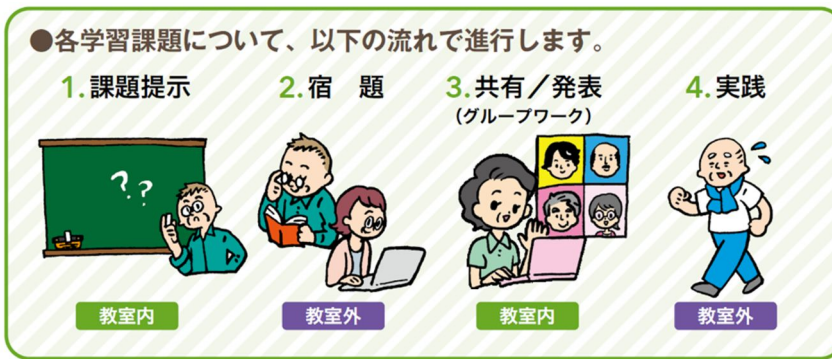 ●各学習課題について、以下の流れで進行します。
1.課題提示
2.宿　題
3.共有／発表
(グループワーク)
4.実践
??
教室内
教室外
教室内
教室外